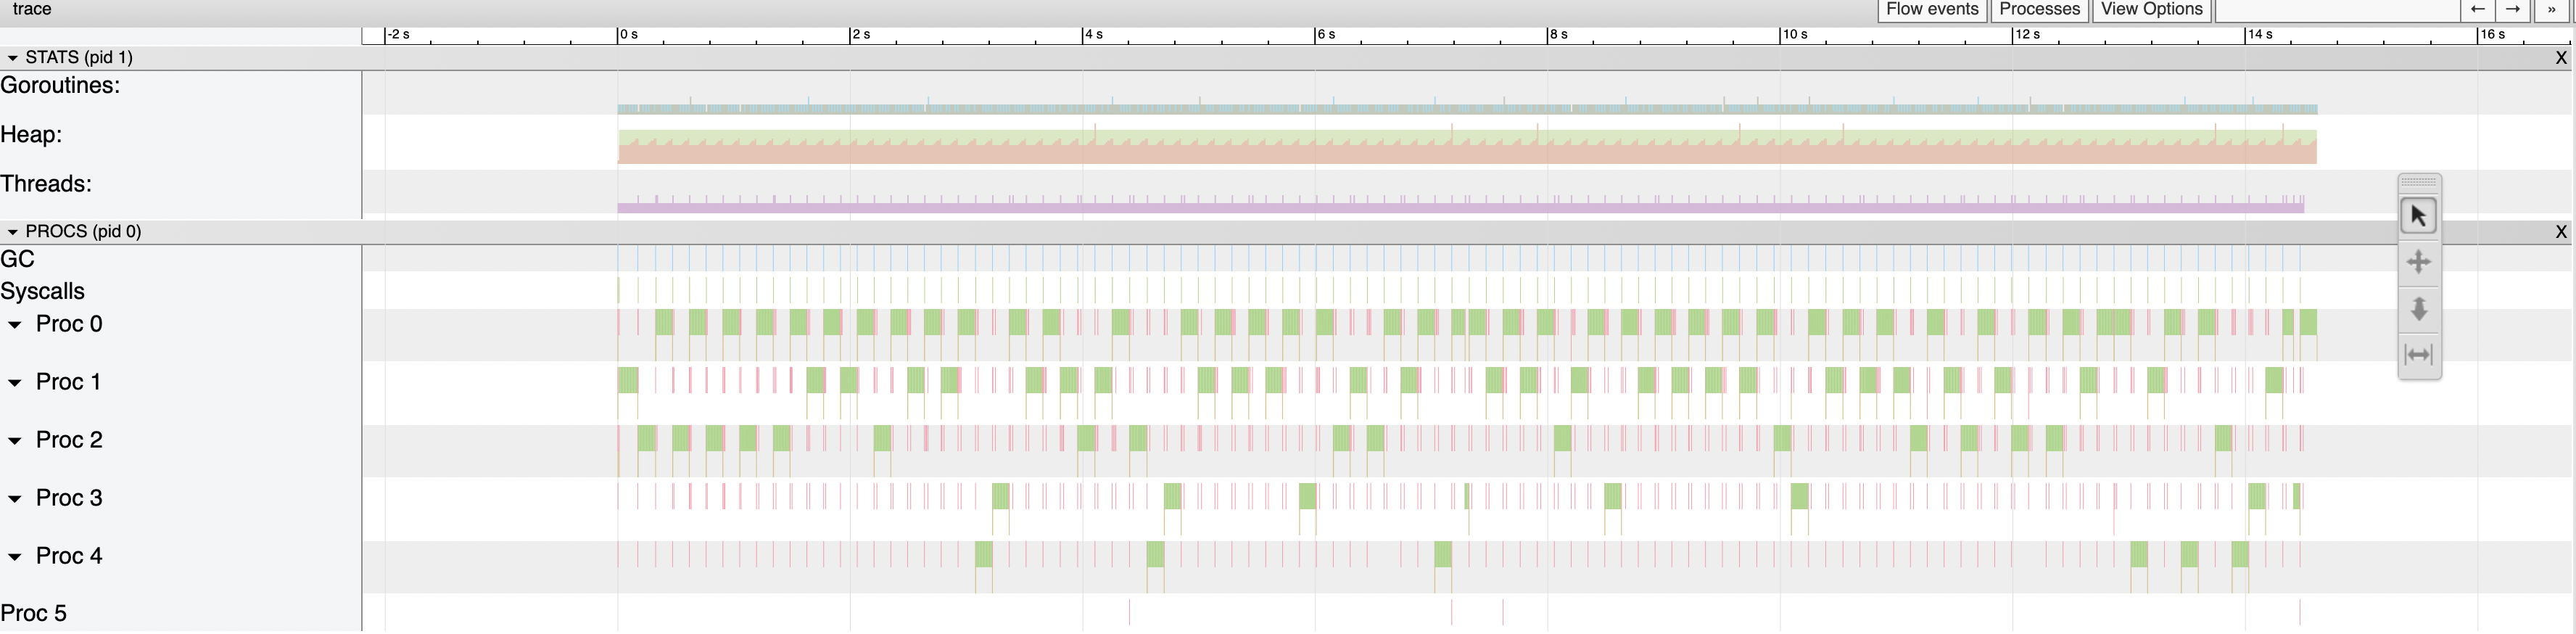 trace
Flow events Processes View Options ← → »
-2 s 0 s 2 s 4 s 6 s 8 s 10 s 12 s 14 s 16 s
STATS (pid 1) X
Goroutines:
Heap:
Threads:
PROCS (pid 0) X
GC
Syscalls
Proc 0
Proc 1
Proc 2
Proc 3
Proc 4
Proc 5